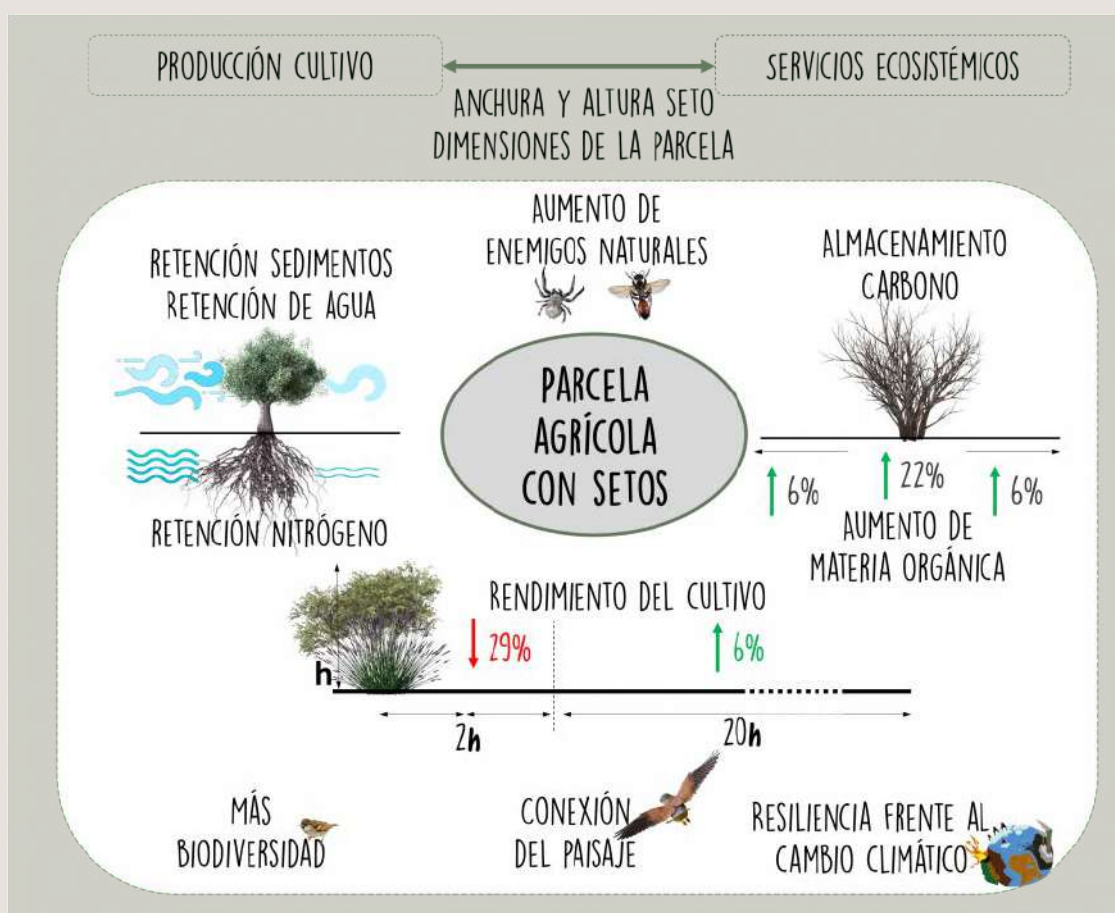 PRODUCCIÓN CULTIVO
SERVICIOS ECOSISTÉMICOS
ANCHURA Y ALTURA SETO
DIMENSIONES DE LA PARCELA
RETENCIÓN SEDIMENTOS
RETENCIÓN DE AGUA
AUMENTO DE
ENEMIGOS NATURALES
ALMACENAMIENTO
CARBONO
PARCELA
AGRÍCOLA
CON SETOS
6%
22%
6%
RETENCIÓN NITRÓGENO
AUMENTO DE
MATERIA ORGÁNICA
RENDIMIENTO DEL CULTIVO
29%
6%
h
2h
20h
MÁS
BIODIVERSIDAD
CONEXIÓN
DEL PAISAJE
RESILIENCIA FRENTE AL
CAMBIO CLIMÁTICO